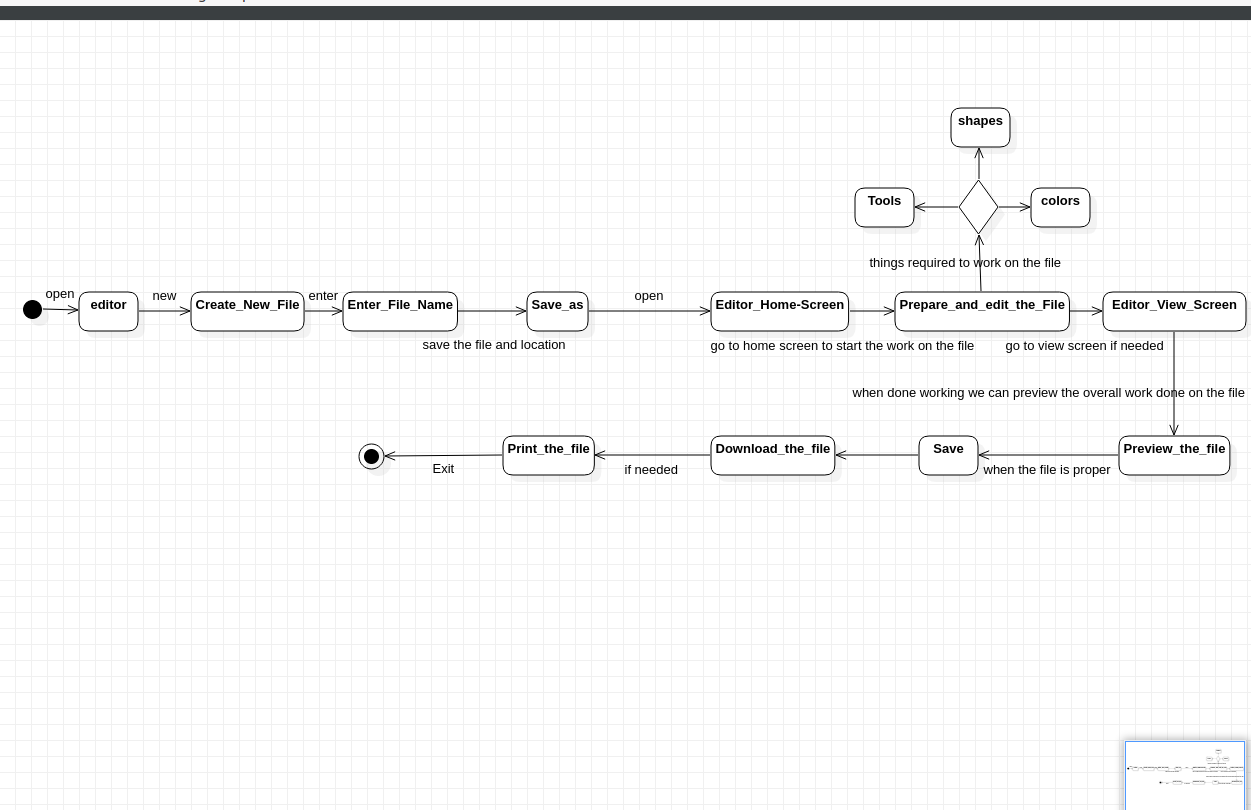 shapes
Tools
colors
things required to work on the file
open
editor
new
Create_New_File
enter
Enter_File_Name
Save_as
open
Editor_Home-Screen
Prepare_and_edit_the_File
Editor_View_Screen
save the file and location
go to home screen to start the work on the file
go to view screen if needed
when done working we can preview the overall work done on the file
Print_the_file
Download_the_file
Save
Preview_the_file
Exit
if needed
when the file is proper